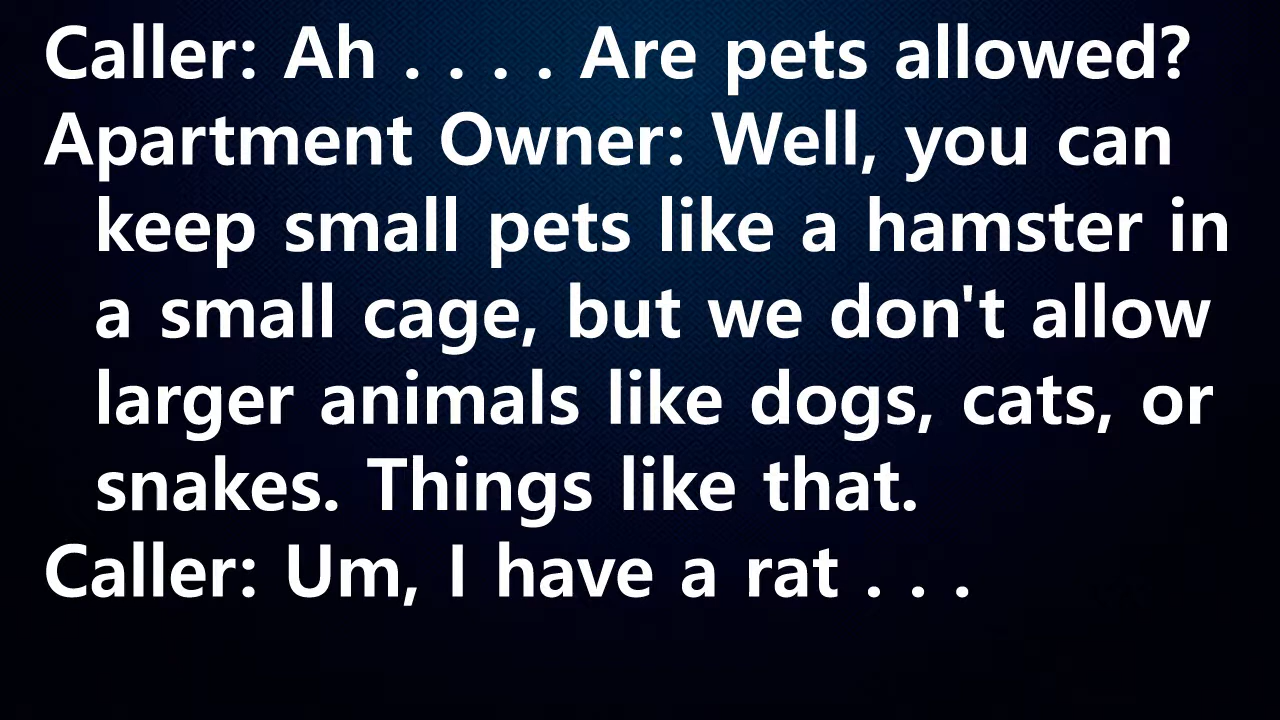 Caller: Ah . . . . Are pets allowed?
Apartment Owner: Well, you can
keep small pets like a hamster in
a small cage, but we don't allow
larger animals like dogs, cats, or
snakes. Things like that.
Caller: Um, I have a rat . . .